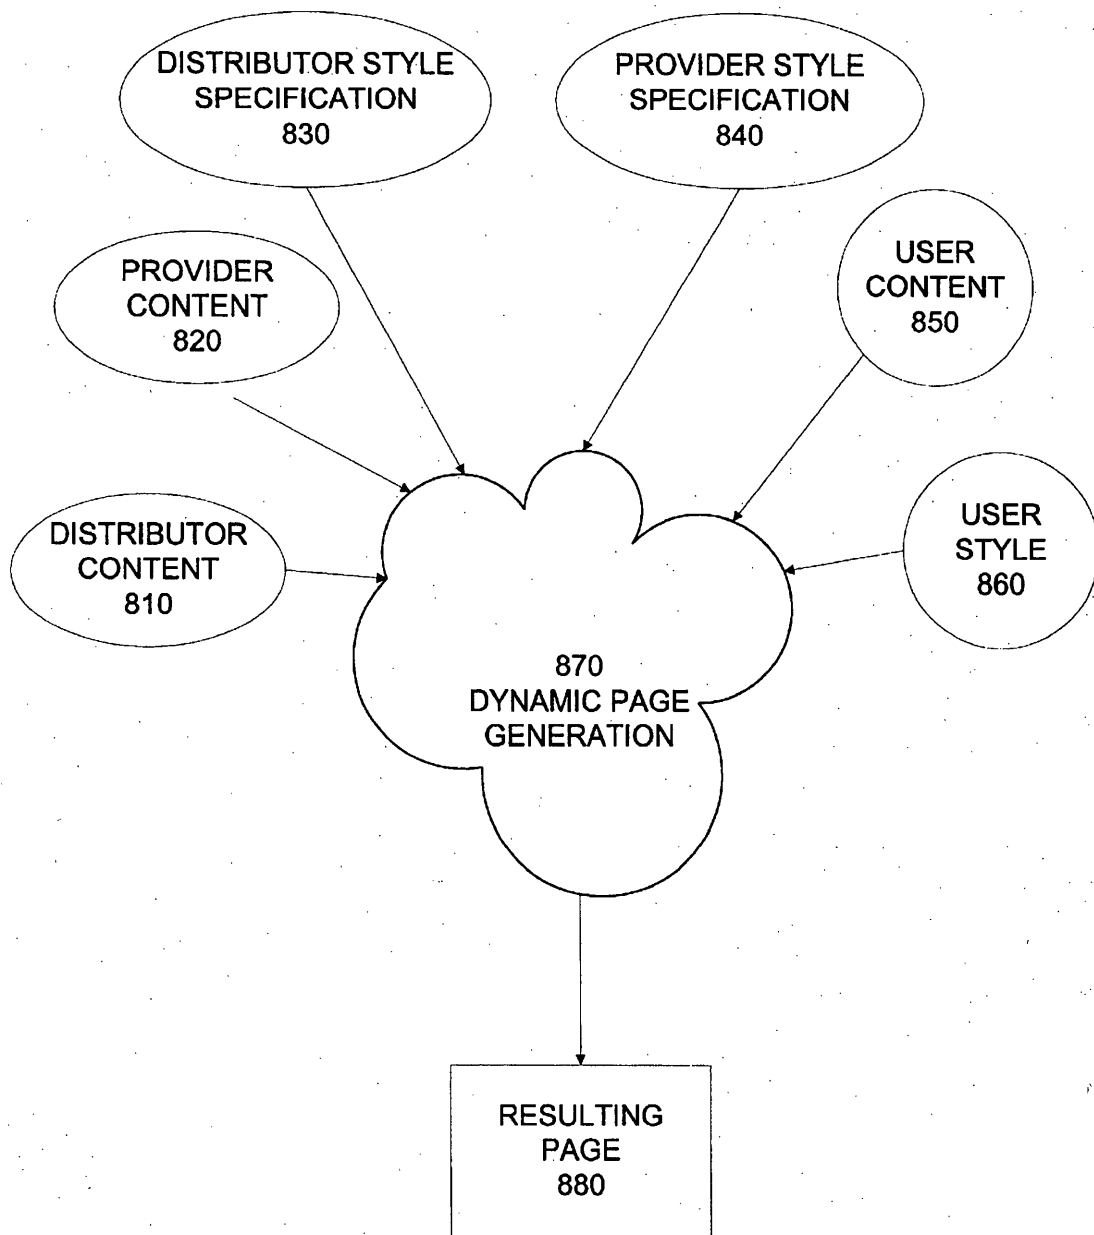 DISTRIBUTOR STYLE
SPECIFICATION
830
PROVIDER STYLE
SPECIFICATION
840
PROVIDER
CONTENT
820
USER
CONTENT
850
DISTRIBUTOR
CONTENT
810
USER
STYLE
860
870
DYNAMIC PAGE
GENERATION
RESULTING
PAGE
880